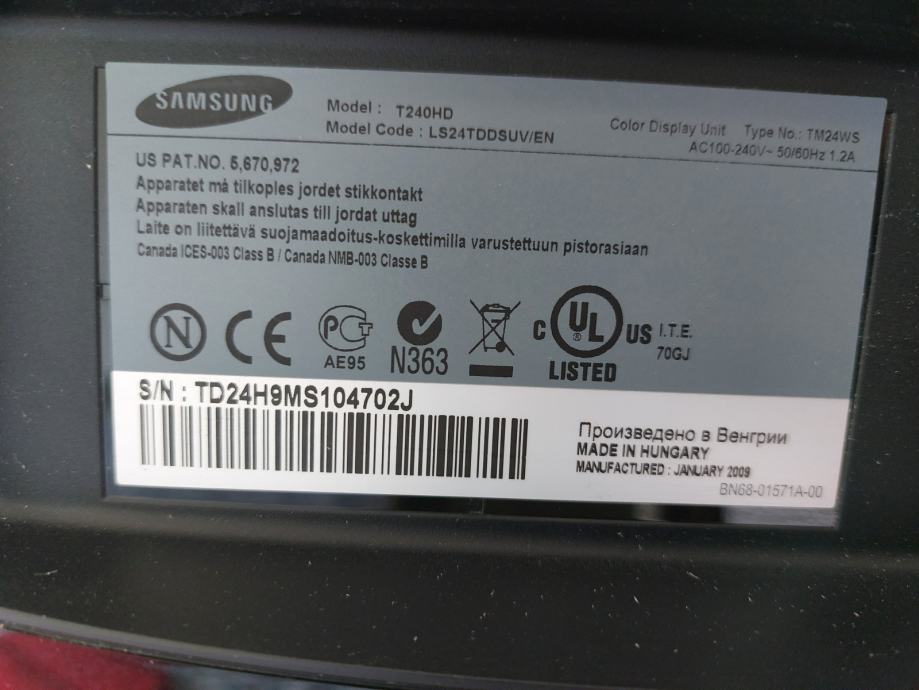 SAMSUNG
Model : T240HD
Model Code : LS24TDDSUV/EN
Color Display Unit Type No.: TM24WS
AC100-240V~ 50/60Hz 1.2A
US PAT.NO. 5,670,972
Apparatet må tilkoples jordet stikkontakt
Apparaten skall anslutas till jordat uttag
Laite on liitettävä suojamaadoitus-koskettimilla varustettuun pistorasiaan
Canada ICES-003 Class B / Canada NMB-003 Classe B
N
CE
PCT
AE95
N363
C UL ® US
LISTED
I.T.E.
70GJ
S/N : TD24H9MS104702J
Произведено в Венгрии
MADE IN HUNGARY
MANUFACTURED : JANUARY 2009
BN68-01571A-00